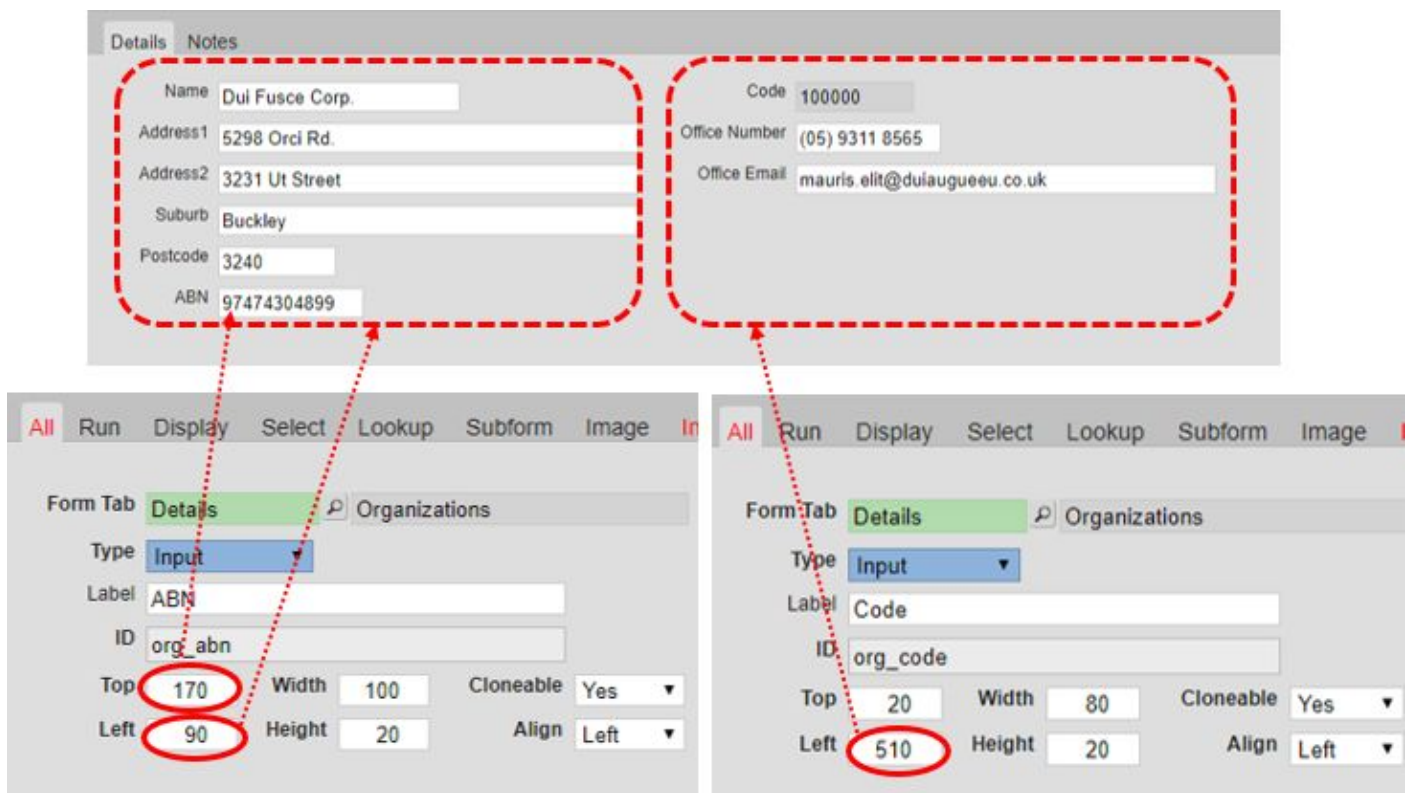 Details Notes
Name Dui Fusce Corp.
Address1 5298 Orci Rd.
Address2 3231 Ut Street
Suburb Buckley
Postcode 3240
ABN 97474304899
Code 100000
Office Number (05) 9311 8565
Office Email mauris.elit@duiaugueeu.co.uk
All Run Display Select Lookup Subform Image In
Form Tab Details Organizations
Type Input
Label ABN
ID org_abn
Top 170 Width 100 Cloneable Yes
Left 90 Height 20 Align Left
All Run Display Select Lookup Subform Image
Form Tab Details Organizations
Type Input
Label Code
ID org_code
Top 20 Width 80 Cloneable Yes
Left 510 Height 20 Align Left